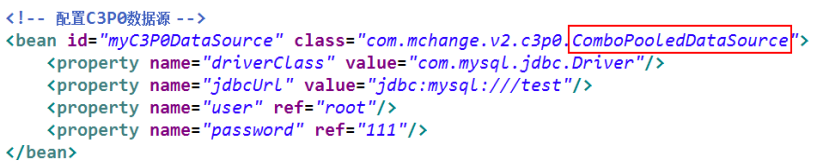 <!-- 配置C3P0数据源 -->
<bean id="myC3P0DataSource" class="com.mchange.v2.c3p0.ComboPooledDataSource">
<property name="driverClass" value="com.mysql.jdbc.Driver"/>
<property name="jdbcUrl" value="jdbc:mysql:///test"/>
<property name="user" ref="root"/>
<property name="password" ref="111"/>
</bean>